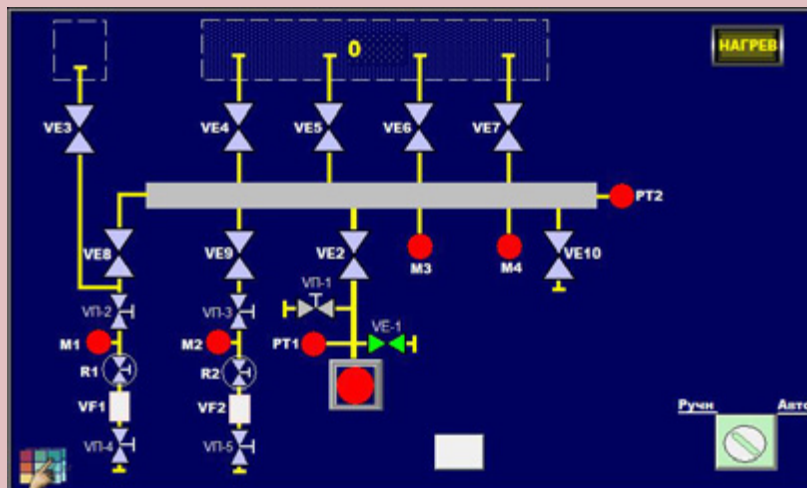 0
НАГРЕВ
VE3
VE4
VE5
VE6
VE7
PT2
VE8
VE9
VE2
M3
M4
VE10
VП-1
VП-2
VП-3
VE-1
M1
M2
PT1
R1
R2
VF1
VF2
Ручн
Авто
VП-4
VП-5